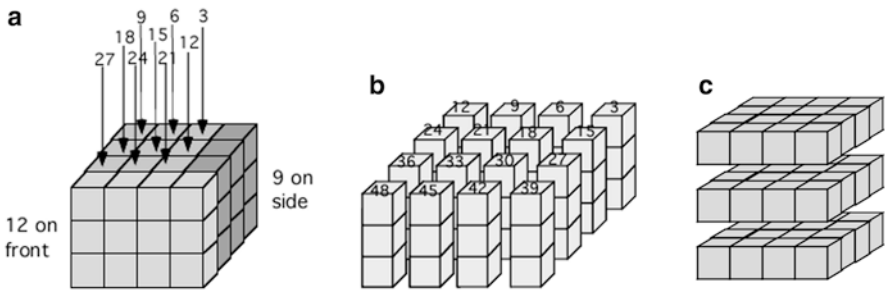 a
9 6 3
18 15 12
27 24 21
12 on
front
9 on
side
b
12 9 6 3
24 21 18 15
36 33 30 27
48 45 42 39
c